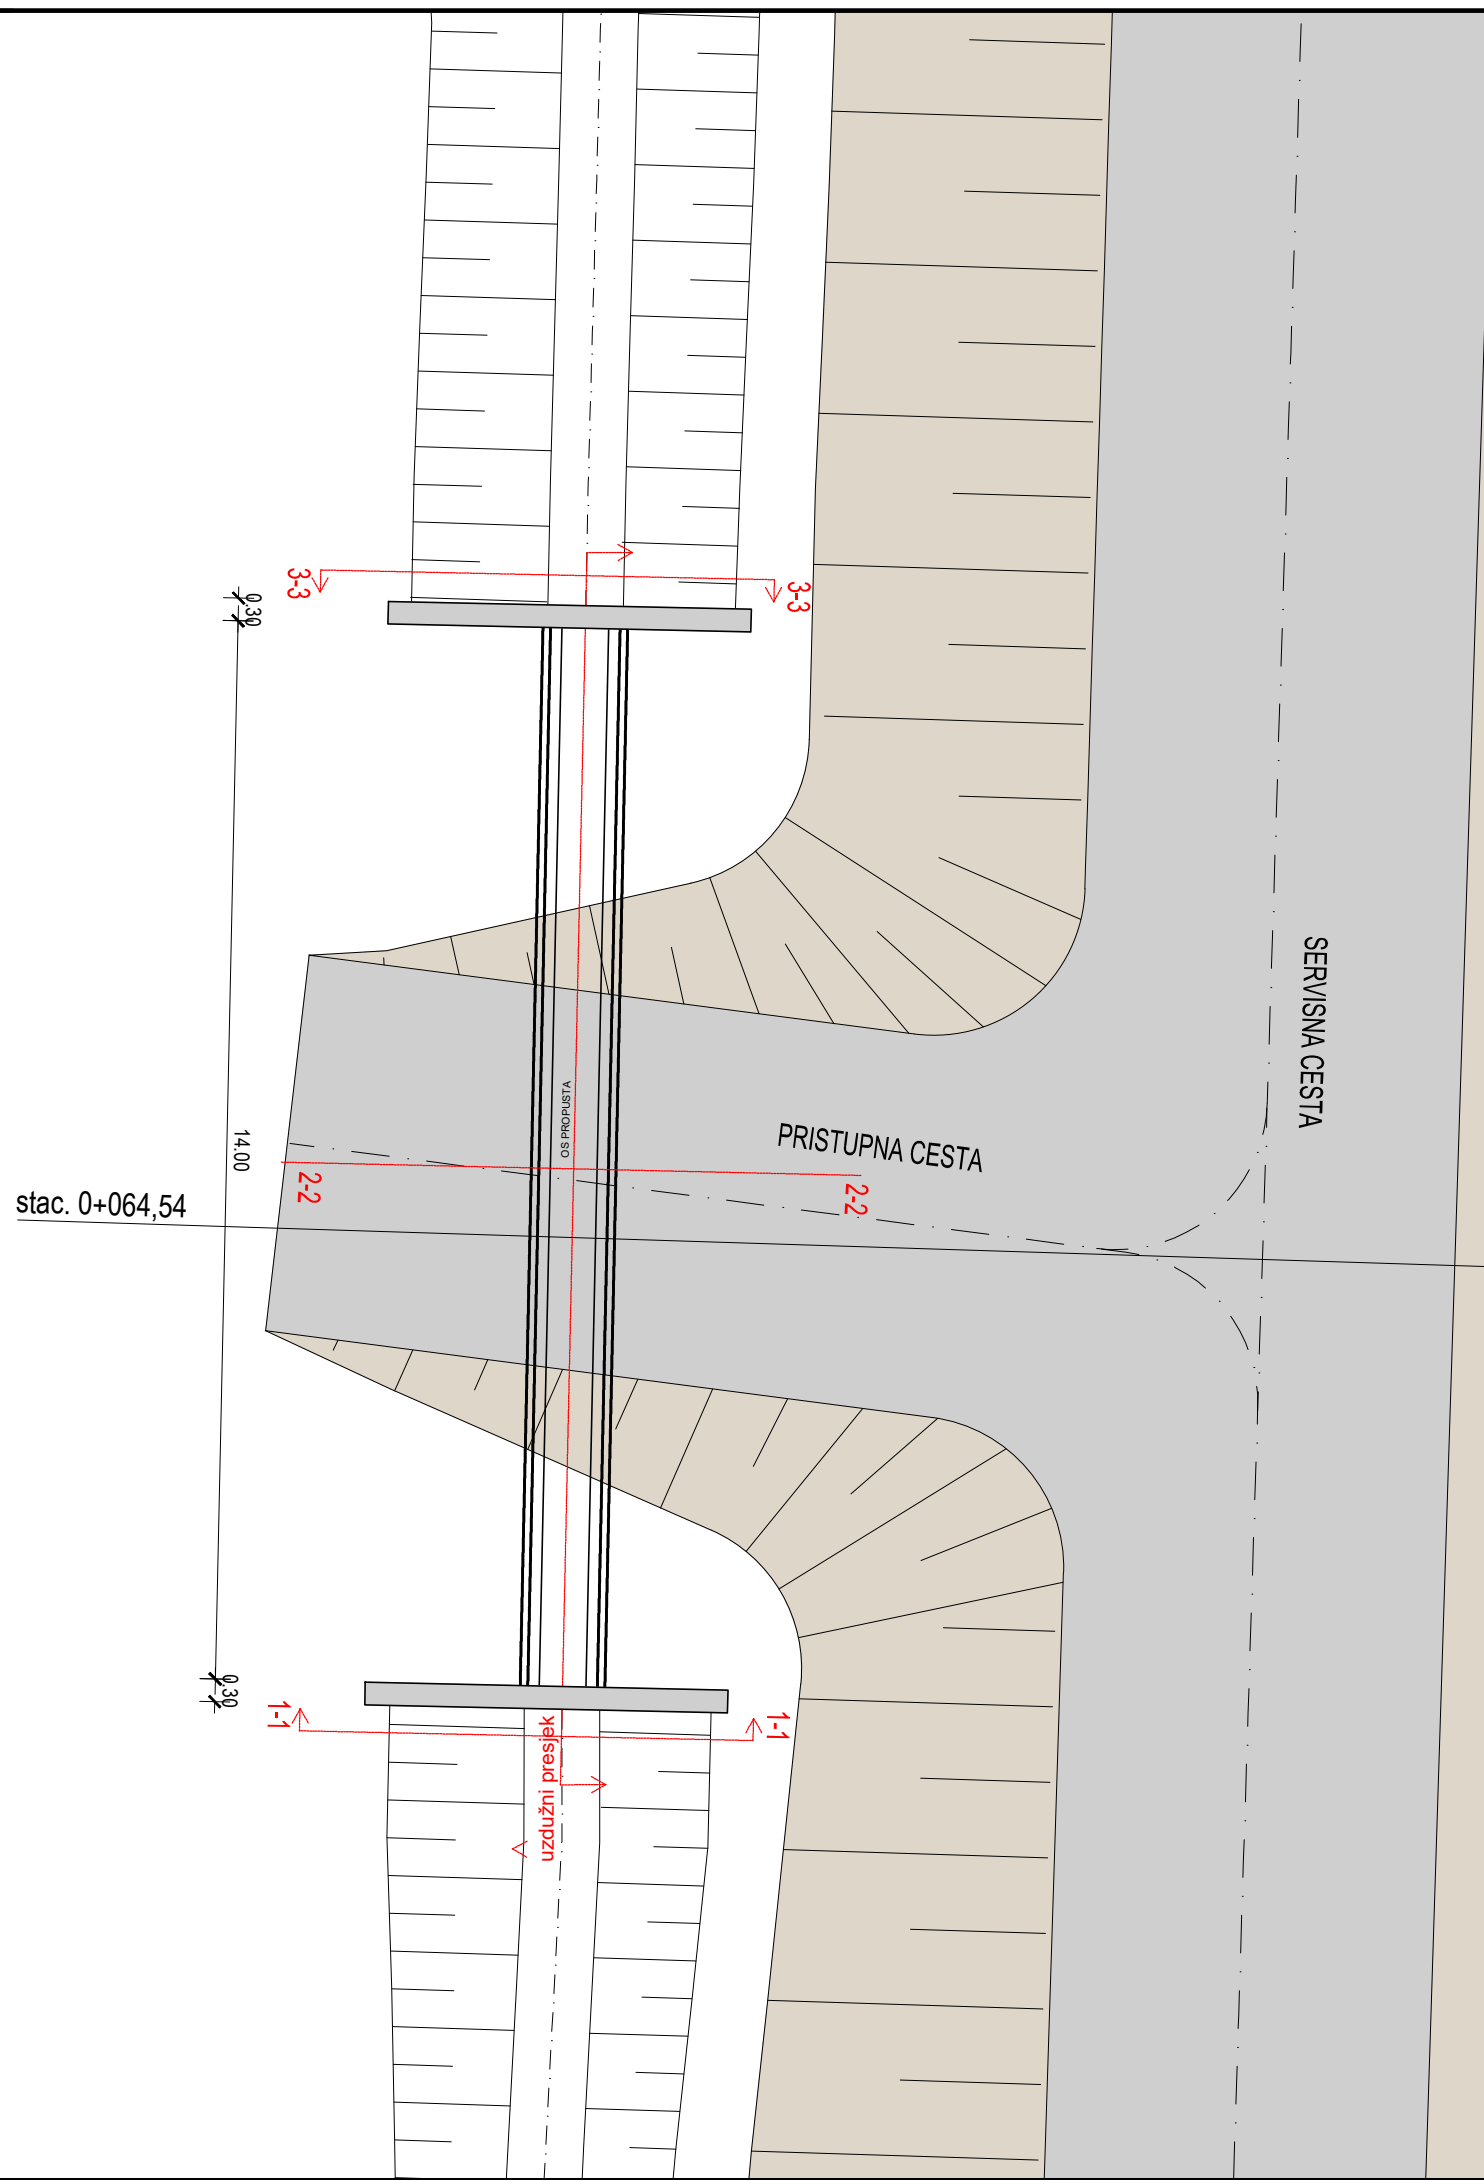 3-3
3-3
0.30
SERVISNA CESTA
OS PROPUSTA
PRISTUPNA CESTA
14.00
2-2
2-2
stac. 0+064,54
0.30
1-1
1-1
uzdužni presjek